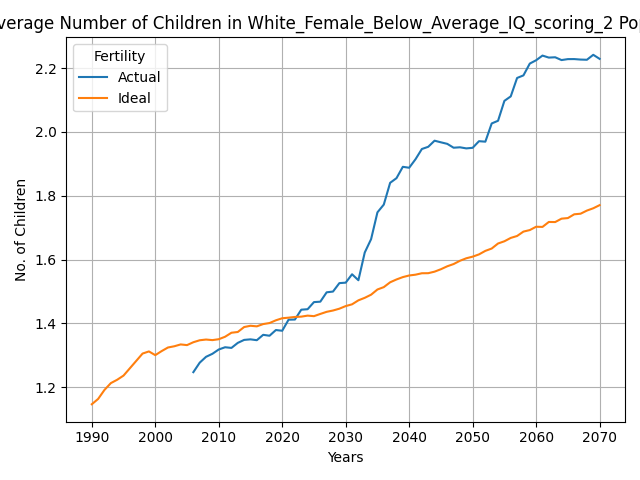 verage Number of Children in White_Female_Below_Average_IQ_scoring_2 Pop
Fertility
Actual
Ideal
No. of Children
2.2
2.0
1.8
1.6
1.4
1.2
1990 2000 2010 2020 2030 2040 2050 2060 2070
Years